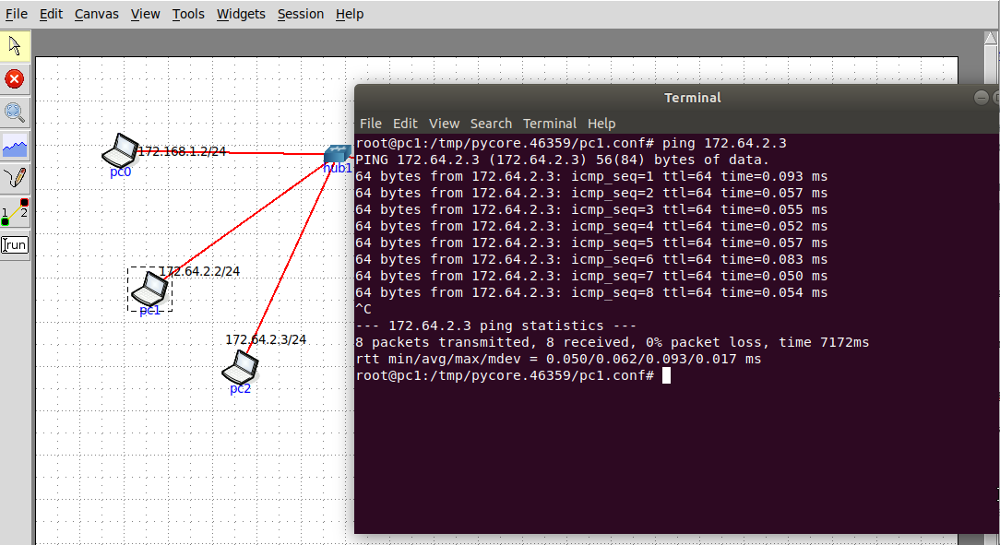 File Edit Canvas View Tools Widgets Session Help
1 2
run
172.168.1.2/24
pc0
hub1
172.64.2.2/24
pc1
172.64.2.3/24
pc2
Terminal
File Edit View Search Terminal Help
root@pc1:/tmp/pycore.46359/pc1.conf# ping 172.64.2.3
PING 172.64.2.3 (172.64.2.3) 56(84) bytes of data.
64 bytes from 172.64.2.3: icmp_seq=1 ttl=64 time=0.093 ms
64 bytes from 172.64.2.3: icmp_seq=2 ttl=64 time=0.057 ms
64 bytes from 172.64.2.3: icmp_seq=3 ttl=64 time=0.055 ms
64 bytes from 172.64.2.3: icmp_seq=4 ttl=64 time=0.052 ms
64 bytes from 172.64.2.3: icmp_seq=5 ttl=64 time=0.057 ms
64 bytes from 172.64.2.3: icmp_seq=6 ttl=64 time=0.083 ms
64 bytes from 172.64.2.3: icmp_seq=7 ttl=64 time=0.050 ms
64 bytes from 172.64.2.3: icmp_seq=8 ttl=64 time=0.054 ms
^C
--- 172.64.2.3 ping statistics ---
8 packets transmitted, 8 received, 0% packet loss, time 7172ms
rtt min/avg/max/mdev = 0.050/0.062/0.093/0.017 ms
root@pc1:/tmp/pycore.46359/pc1.conf#